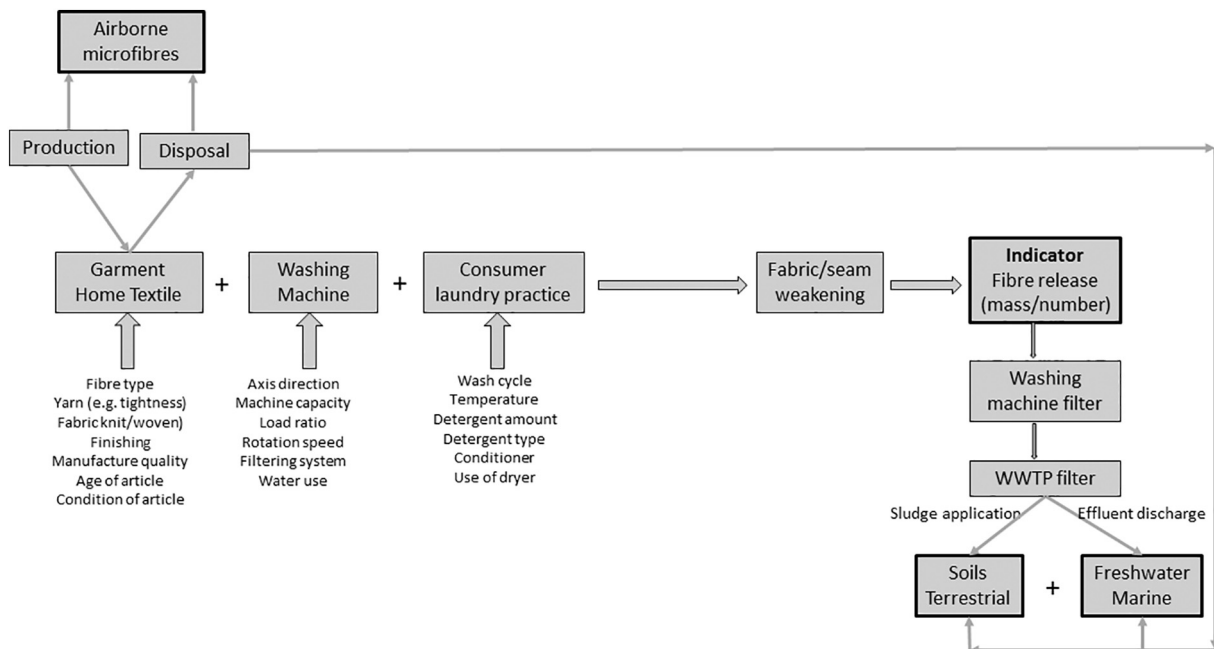 Airborne
microfibres
Production
Disposal
Garment
Home Textile
+
Washing
Machine
+
Consumer
laundry practice
Fabric/seam
weakening
Indicator
Fibre release
(mass/number)
Fibre type
Yarn (e.g. tightness)
Fabric knit/woven)
Finishing
Manufacture quality
Age of article
Condition of article
Axis direction
Machine capacity
Load ratio
Rotation speed
Filtering system
Water use
Wash cycle
Temperature
Detergent amount
Detergent type
Conditioner
Use of dryer
Washing
machine filter
WWTP filter
Sludge application
Effluent discharge
Soils
Terrestrial
+
Freshwater
Marine